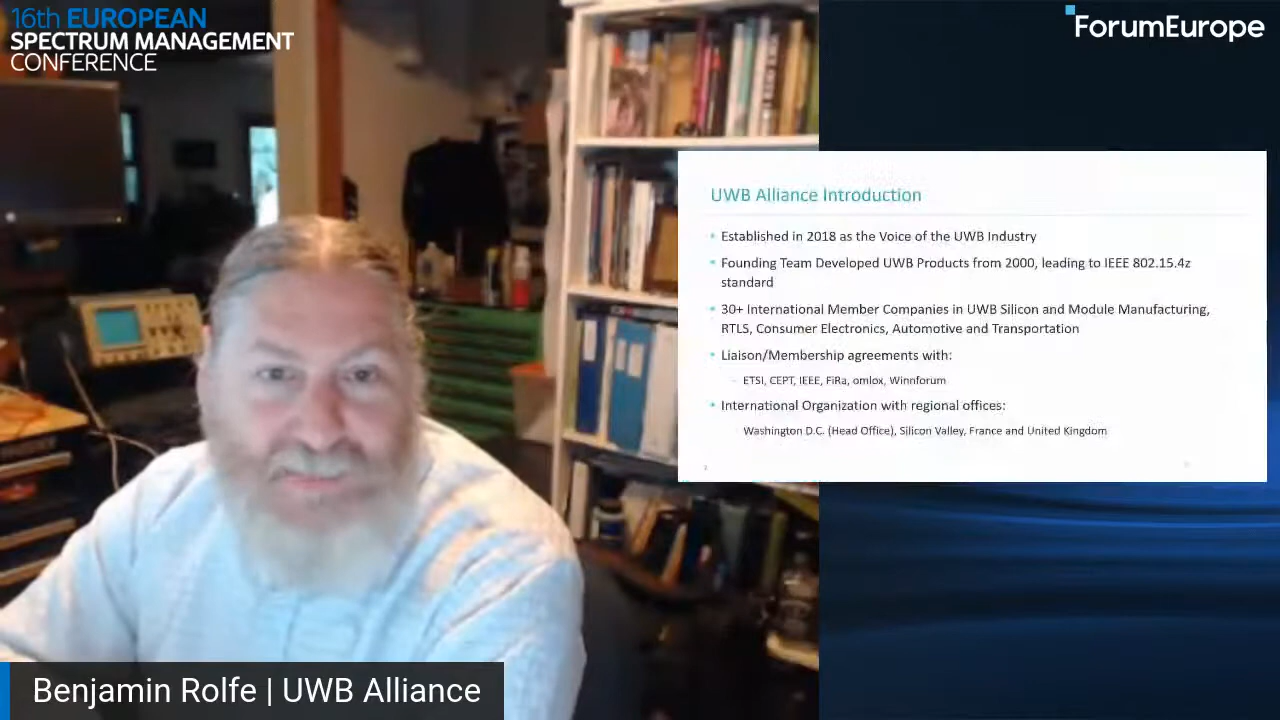 16th EUROPEAN
SPECTRUM MANAGEMENT
CONFERENCE
ForumEurope
UWB Alliance Introduction
Established in 2018 as the Voice of the UWB Industry
Founding Team Developed UWB Products from 2000, leading to IEEE 802.15.4z
standard
30+ International Member Companies in UWB Silicon and Module Manufacturing,
RTLS, Consumer Electronics, Automotive and Transportation
Liaison/Membership agreements with:
ETSI, CEPT, IEEE, FiRa, omlox, Winnforum
International Organization with regional offices:
Washington D.C. (Head Office), Silicon Valley, France and United Kingdom
Benjamin Rolfe | UWB Alliance